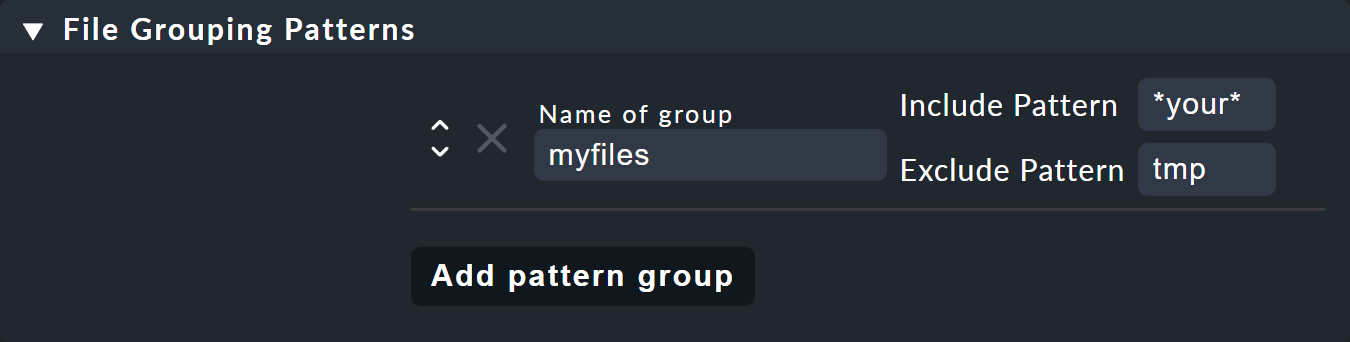 File Grouping Patterns
Name of group
myfiles
Include Pattern *your*
Exclude Pattern tmp
Add pattern group